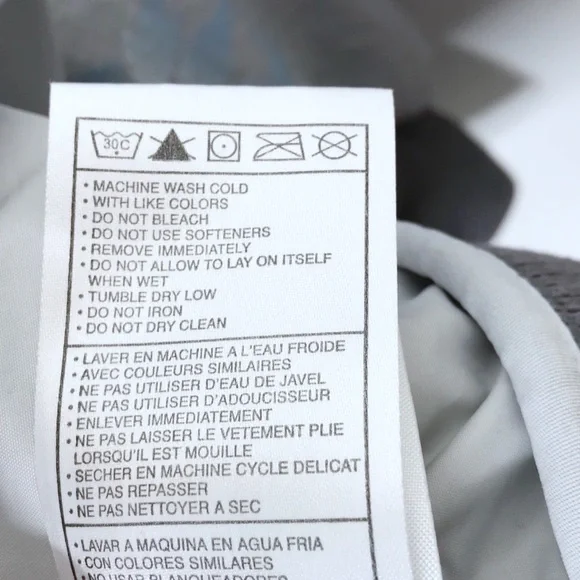 30C
• MACHINE WASH COLD
• WITH LIKE COLORS
• DO NOT BLEACH
• DO NOT USE SOFTENERS
• REMOVE IMMEDIATELY
• DO NOT ALLOW TO LAY ON ITSELF
WHEN WET
• TUMBLE DRY LOW
• DO NOT IRON
• DO NOT DRY CLEAN
• LAVER EN MACHINE A L'EAU FROIDE
• AVEC COULEURS SIMILAIRES
• NE PAS UTILISER D'EAU DE JAVEL
• NE PAS UTILISER D'ADOUCISSEUR
• ENLEVER IMMEDIATEMENT
• NE PAS LAISSER LE VETEMENT PLIE
LORSQU'IL EST MOUILLE
• SECHER EN MACHINE CYCLE DELICAT
• NE PAS REPASSER
• NE PAS NETTOYER A SEC
• LAVAR A MAQUINA EN AGUA FRIA
• CON COLORES SIMILARES
• NO USAR BLANQUEADORES